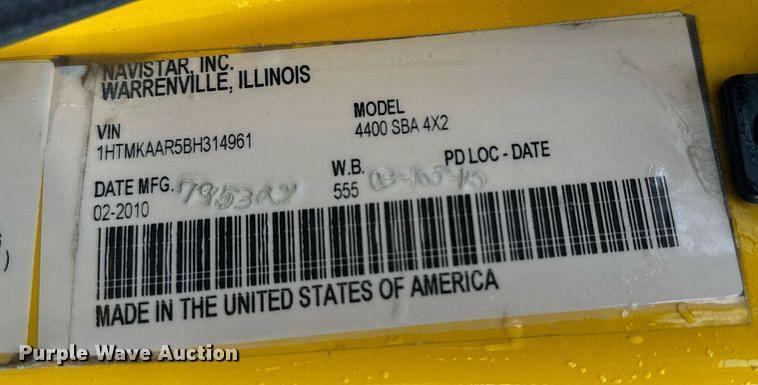 NAVISTAR, INC.
WARRENVILLE, ILLINOIS
VIN
1HTMKAAR5BH314961
MODEL
4400 SBA 4X2
DATE MFG.
02-2010
W.B.
555
PD LOC - DATE
MADE IN THE UNITED STATES OF AMERICA
)
Purple Wave Auction